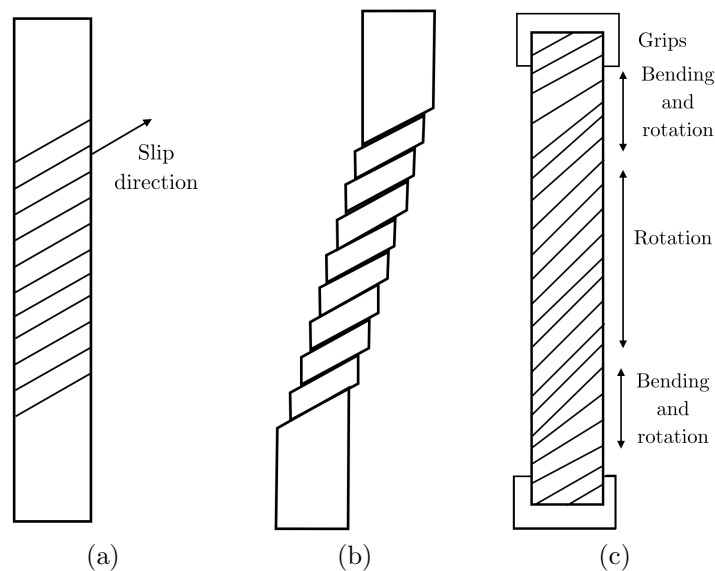 Slip
direction
Grips
Bending
and
rotation
Rotation
Bending
and
rotation
(a)
(b)
(c)